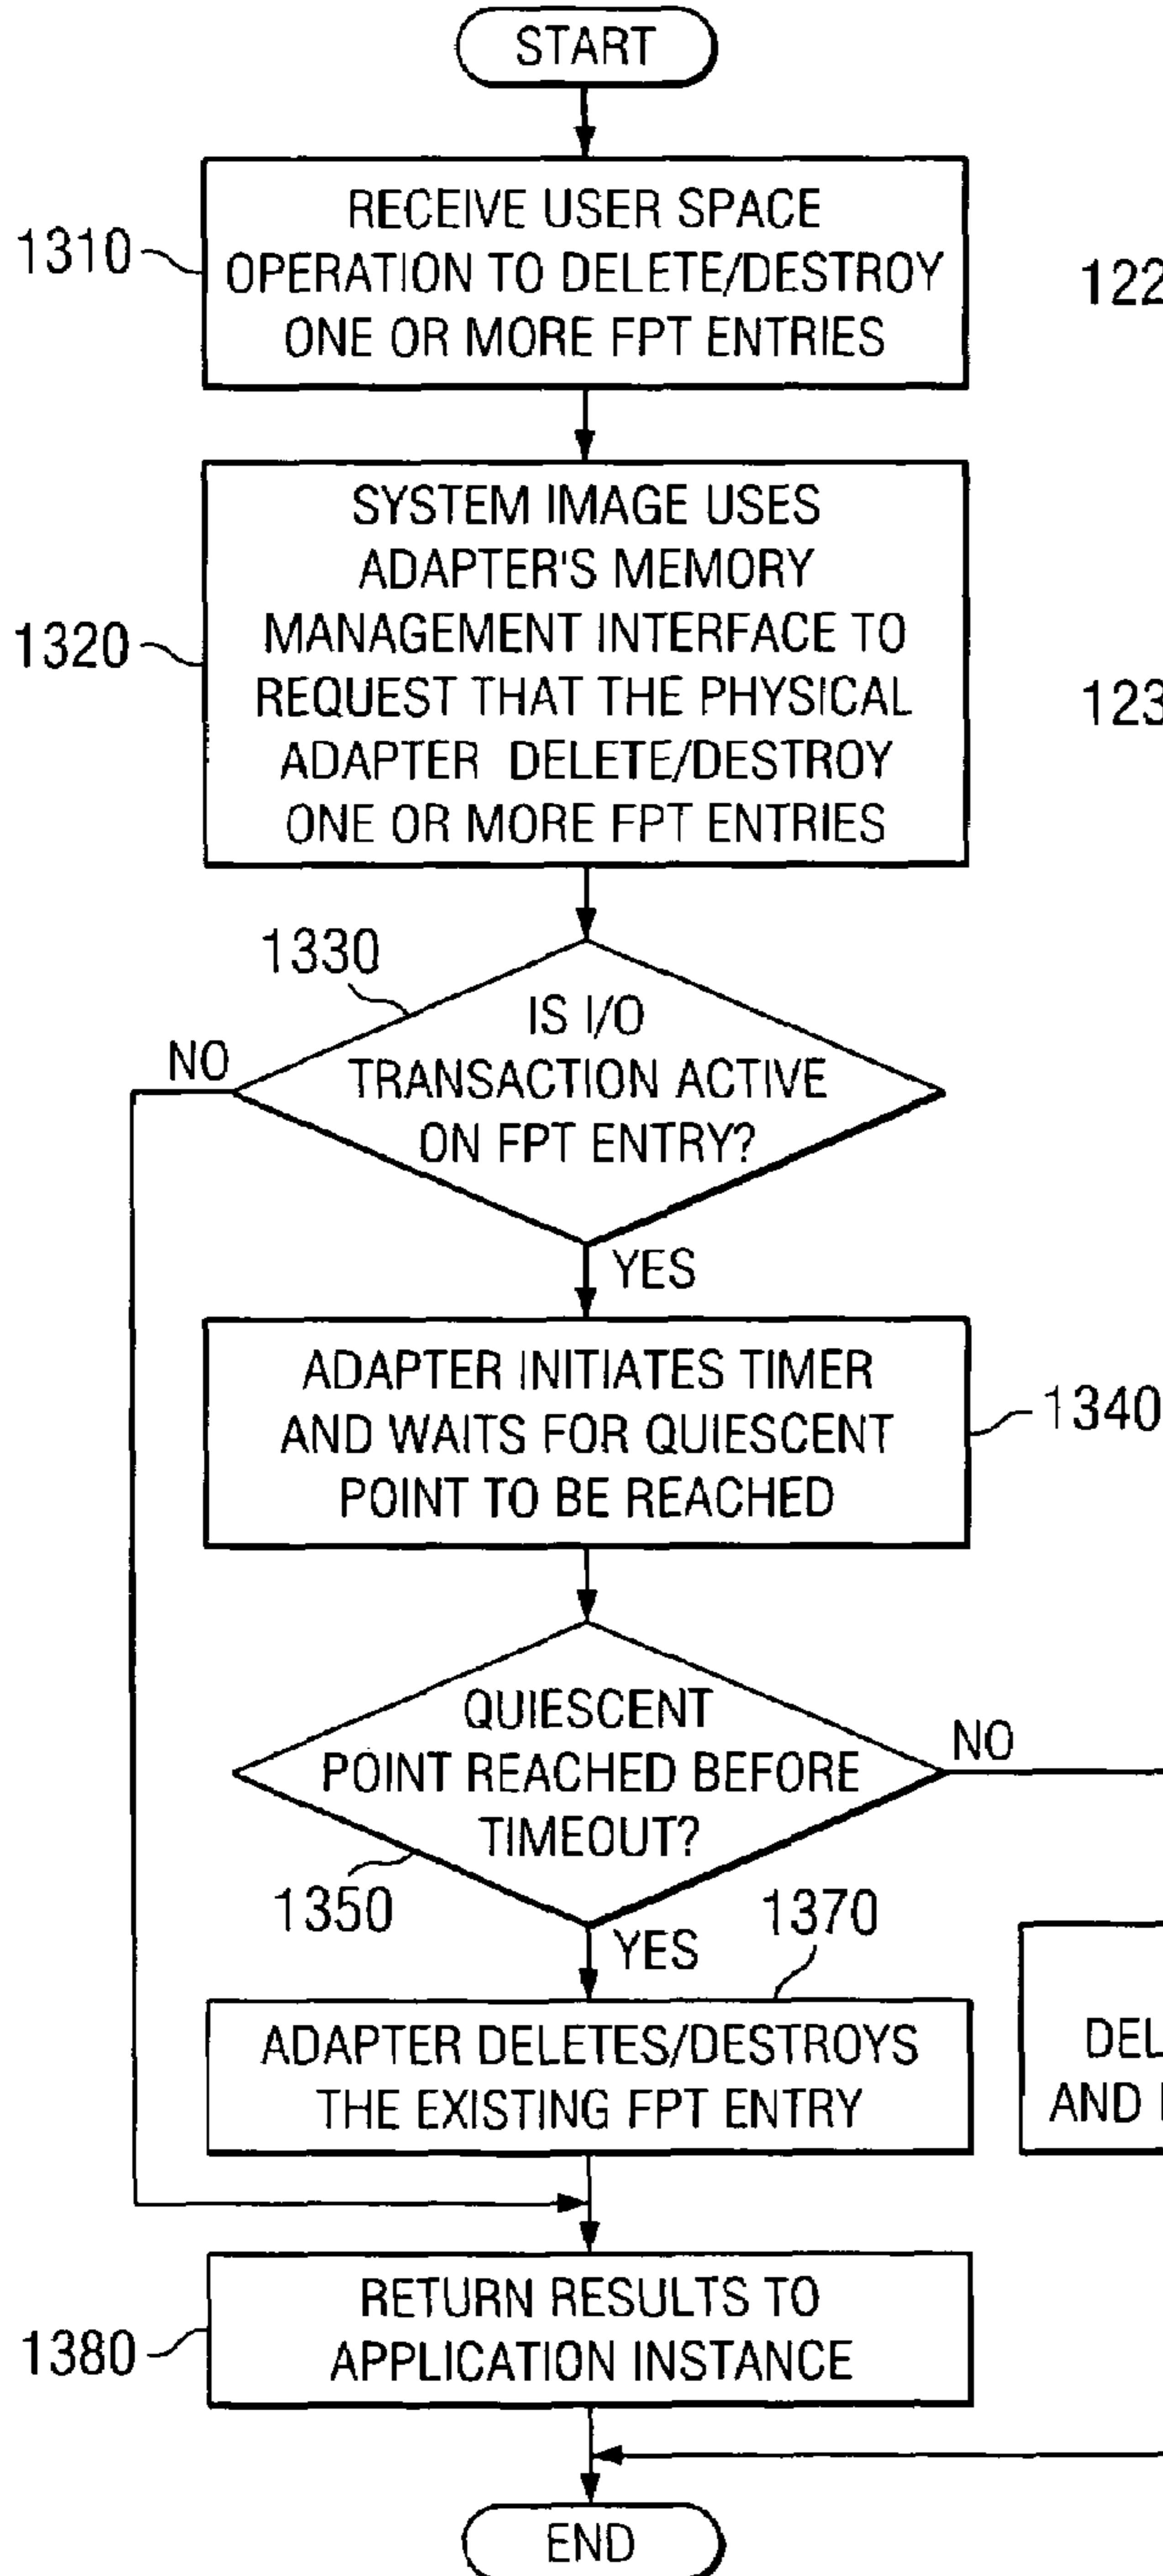 START
1310
RECEIVE USER SPACE
OPERATION TO DELETE/DESTROY
ONE OR MORE FPT ENTRIES
122
1320
SYSTEM IMAGE USES
ADAPTER'S MEMORY
MANAGEMENT INTERFACE TO
REQUEST THAT THE PHYSICAL
ADAPTER DELETE/DESTROY
ONE OR MORE FPT ENTRIES
123
1330
IS I/O
TRANSACTION ACTIVE
ON FPT ENTRY?
NO
YES
ADAPTER INITIATES TIMER
AND WAITS FOR QUIESCENT
POINT TO BE REACHED
1340
QUIESCENT
POINT REACHED BEFORE
TIMEOUT?
NO
1350
YES
1370
ADAPTER DELETES/DESTROYS
THE EXISTING FPT ENTRY
DEL
AND
1380
RETURN RESULTS TO
APPLICATION INSTANCE
END